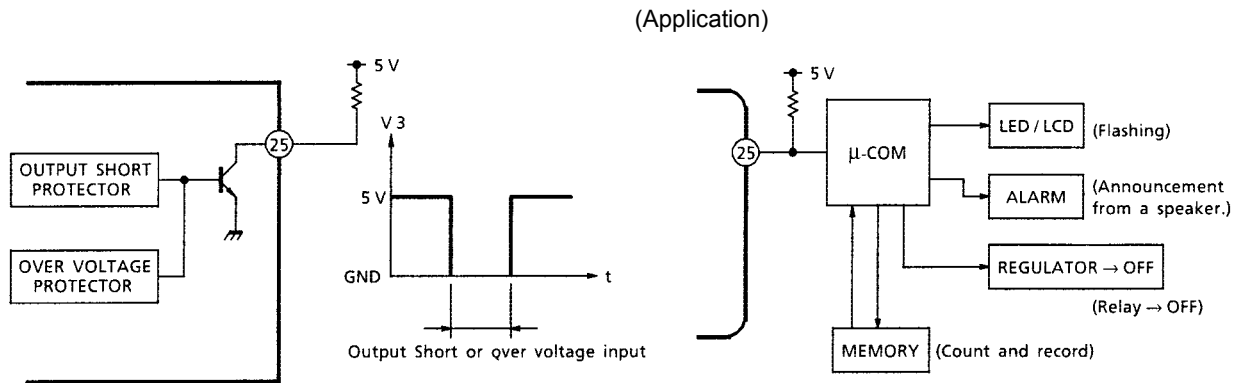 (Application)
5 V
25
OUTPUT SHORT
PROTECTOR
OVER VOLTAGE
PROTECTOR
V 3
5 V
GND
t
Output Short or over voltage input
5 V
25
μ-COM
LED / LCD
(Flashing)
ALARM
(Announcement
from a speaker.)
REGULATOR → OFF
(Relay → OFF)
MEMORY
(Count and record)